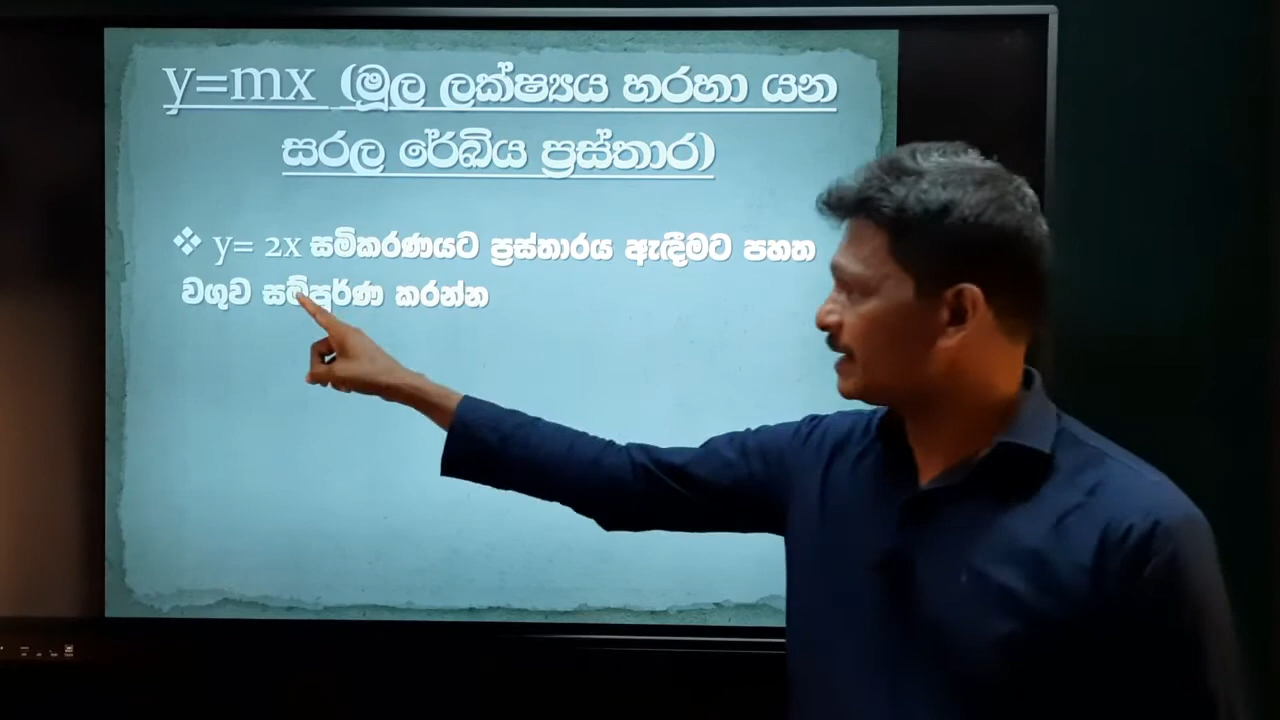 y=mx (මූල ලක්ෂ්‍යය හරහා යන
සරල රේඛීය ප්‍රස්තාර)
❖ y= 2x සමීකරණයට ප්‍රස්තාරය ඇඳීමට පහත
වගුව සම්පූර්ණ කරන්න